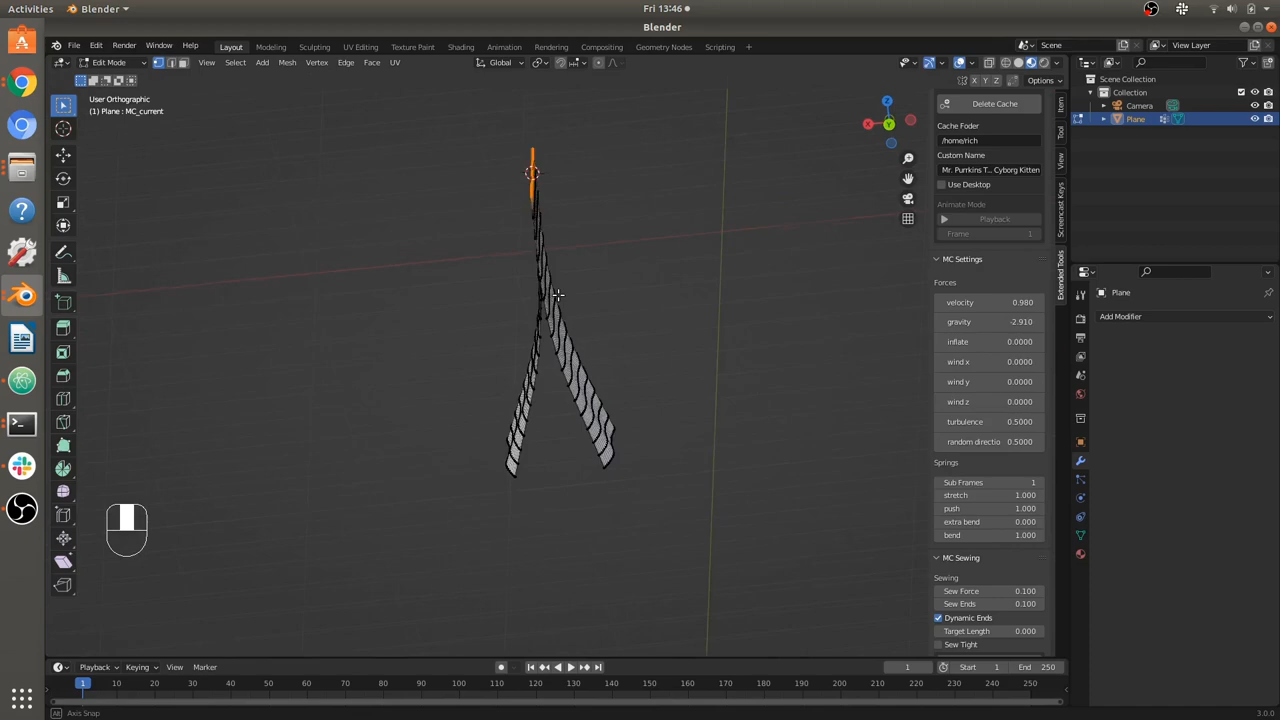 Activities
Blender
Fri 13:46
Blender
File Edit Render Window Help
Layout Modeling Sculpting UV Editing Texture Paint Shading Animation Rendering Compositing Geometry Nodes Scripting +
Scene
View Layer
Edit Mode
View Select Add Mesh Vertex Edge Face UV
Global
X Y Z
Options
User Orthographic
(1) Plane : MC_current
Z
X
Y
Delete Cache
Cache Foder
/home/rich
Custom Name
Mr. Purrkins T... Cyborg Kitten
Use Desktop
Animate Mode
Playback
Frame 1
MC Settings
Forces
velocity 0.980
gravity -2.910
inflate 0.0000
wind x 0.0000
wind y 0.0000
wind z 0.0000
turbulence 0.5000
random directio 0.5000
Springs
Sub Frames 1
stretch 1.000
push 1.000
extra bend 0.000
bend 1.000
MC Sewing
Sewing
Sew Force 0.100
Sew Ends 0.100
Dynamic Ends
Target Length 0.000
Sew Tight
Item
Tool
View
Screencast Keys
Extended Tools
Scene Collection
Collection
Camera
Plane
Plane
Add Modifier
Playback Keying View Marker
1
Start 1
End 250
1 10 20 30 40 50 60 70 80 90 100 110 120 130 140 150 160 170 180 190 200 210 220 230 240 250
Alt Axis Snap
3.0.0